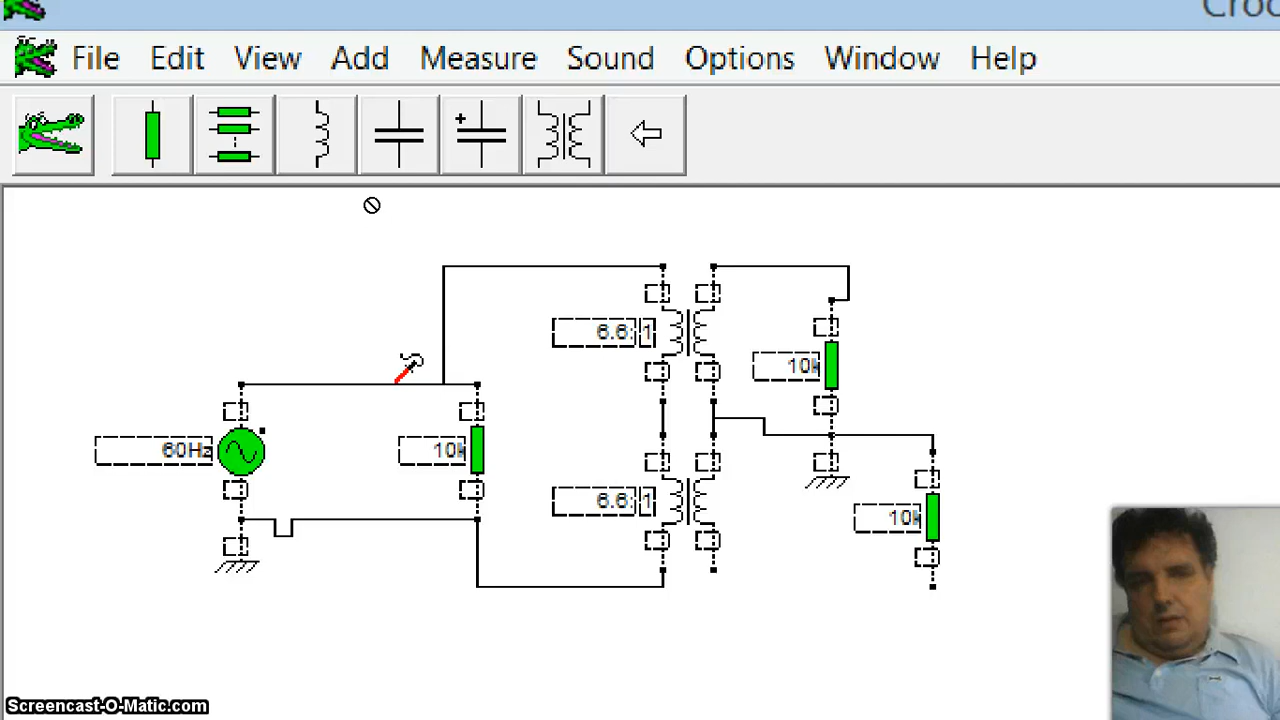 Croc
File Edit View Add Measure Sound Options Window Help
6.6: 1
10k
60Hz
10k
6.6: 1
10k
Screencast-O-Matic.com